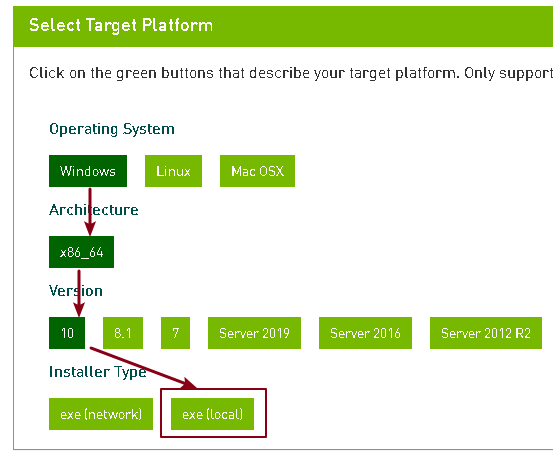 Select Target Platform
Click on the green buttons that describe your target platform. Only support
Operating System
Windows Linux Mac OSX
Architecture
x86_64
Version
10 8.1 7 Server 2019 Server 2016 Server 2012 R2
Installer Type
exe (network) exe (local)